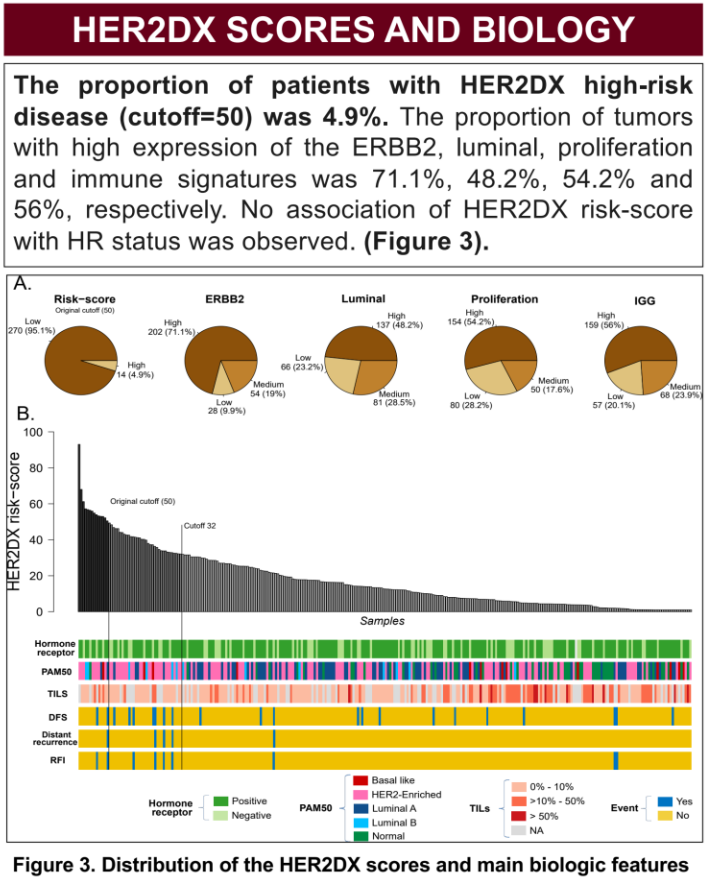 HER2DX SCORES AND BIOLOGY
The proportion of patients with HER2DX high-risk
disease (cutoff=50) was 4.9%. The proportion of tumors
with high expression of the ERBB2, luminal, proliferation
and immune signatures was 71.1%, 48.2%, 54.2% and
56%, respectively. No association of HER2DX risk-score
with HR status was observed. (Figure 3).
A.
Risk−score
Original cutoff (50)
Low
270 (95.1%)
High
14 (4.9%)
ERBB2
High
202 (71.1%)
Medium
54 (19%)
Low
28 (9.9%)
Luminal
High
137 (48.2%)
Low
66 (23.2%)
Medium
81 (28.5%)
Proliferation
High
154 (54.2%)
Medium
50 (17.6%)
Low
80 (28.2%)
IGG
High
159 (56%)
Medium
68 (23.9%)
Low
57 (20.1%)
B.
HER2DX risk−score
100
80
60
40
20
0
Original cutoff (50)
Cutoff 32
Samples
Hormone
receptor
PAM50
TILS
DFS
Distant
recurrence
RFI
Hormone
receptor
Positive
Negative
PAM50
Basal like
HER2-Enriched
Luminal A
Luminal B
Normal
TILs
0% - 10%
>10% - 50%
> 50%
NA
Event
Yes
No
Figure 3. Distribution of the HER2DX scores and main biologic features